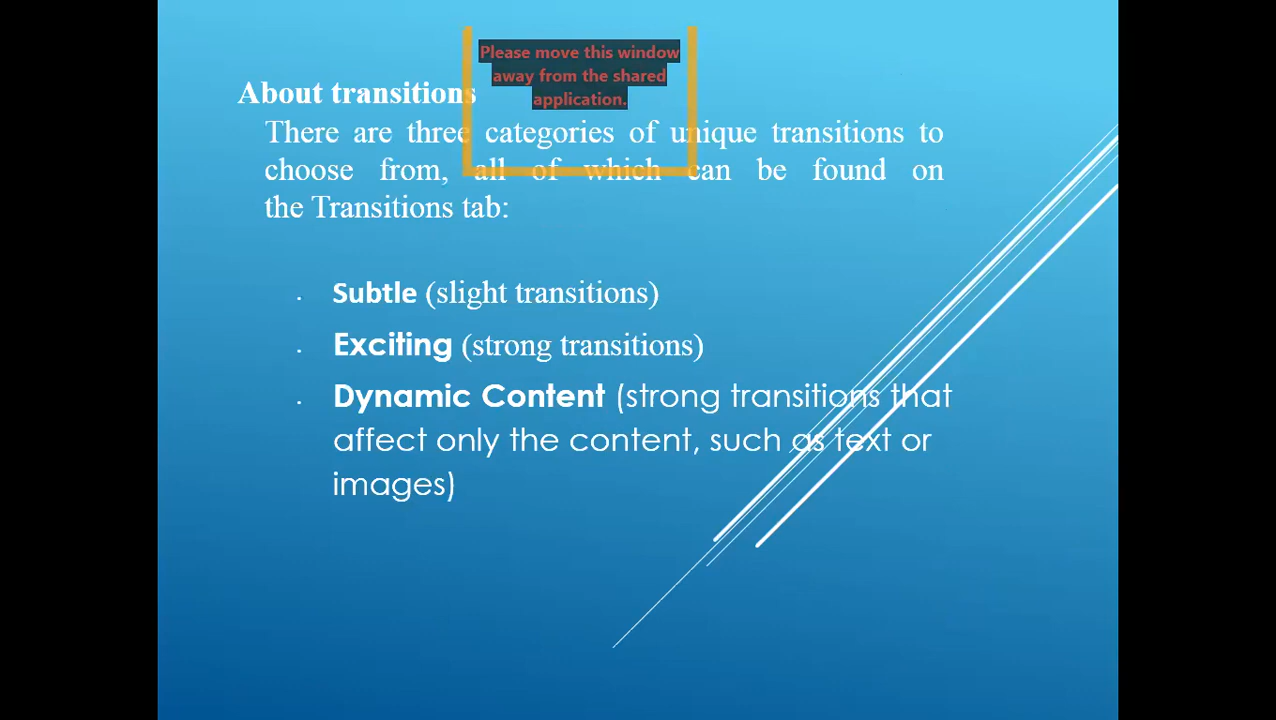 Please move this window
away from the shared
application.
About transitions
There are three categories of unique transitions to
choose from, all of which can be found on
the Transitions tab:
· Subtle (slight transitions)
· Exciting (strong transitions)
· Dynamic Content (strong transitions that
affect only the content, such as text or
images)